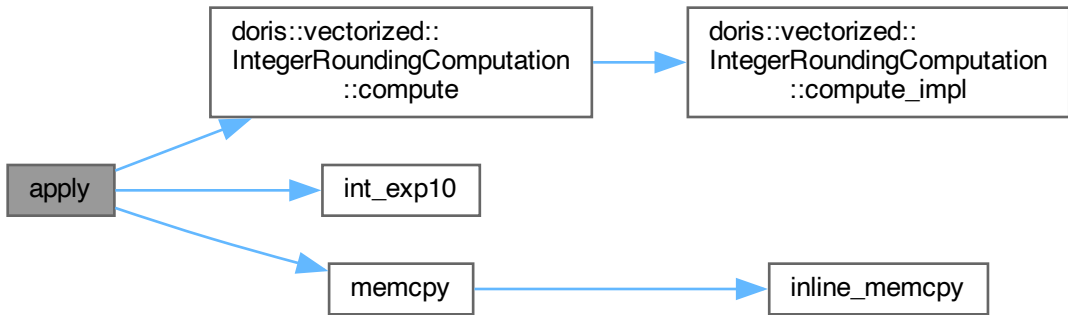 doris::vectorized::
IntegerRoundingComputation
::compute
doris::vectorized::
IntegerRoundingComputation
::compute_impl
apply
int_exp10
memcpy
inline_memcpy